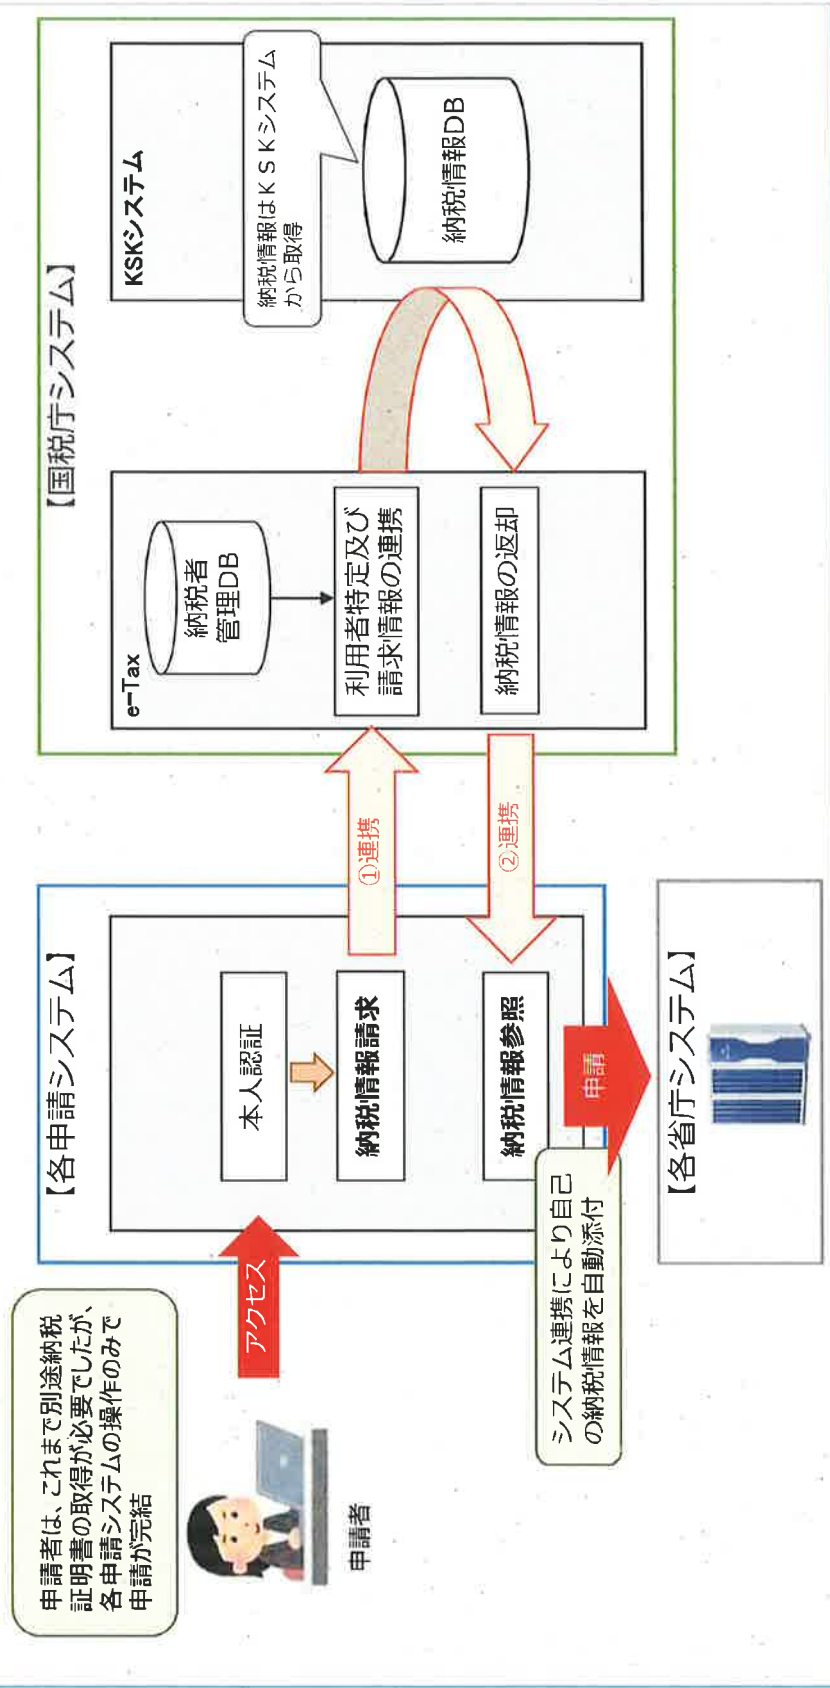 申請者は、これまで別途納税
証明書の取得が必要でしたが、
各申請システムの操作のみで
申請が完結
申請者
アクセス
【各申請システム】
本人認証
納税情報請求
納税情報参照
システム連携により自己
の納税情報を自動添付
申請
【各省庁システム】
①連携
②連携
【国税庁システム】
e-Tax
納税者
管理DB
利用者特定及び
請求情報の連携
納税情報の返却
KSKシステム
納税情報はKSKシステム
から取得
納税情報DB